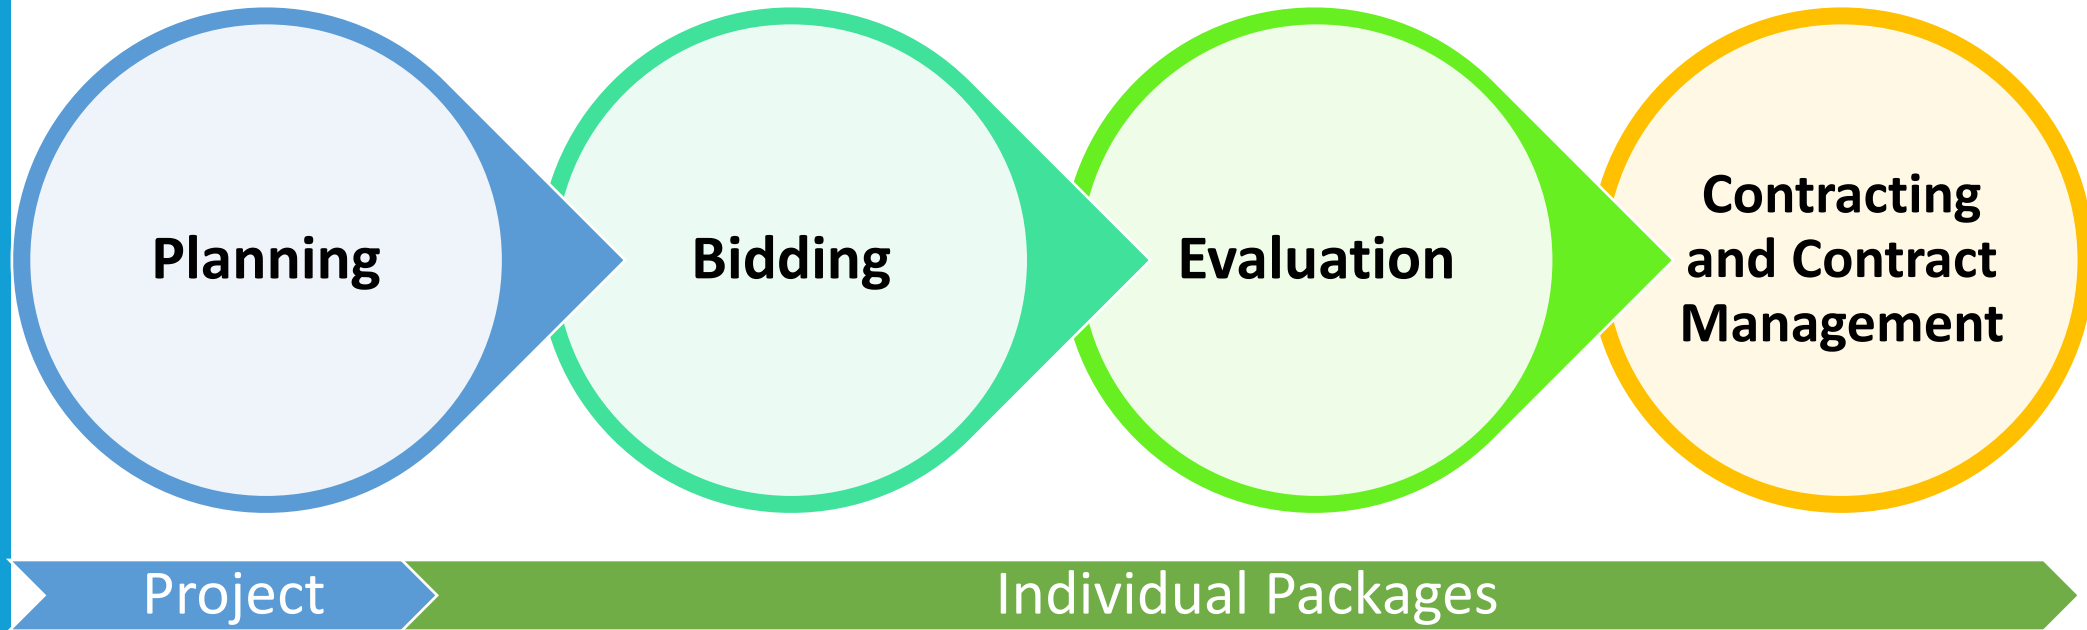 Planning
Bidding
Evaluation
Contracting
and Contract
Management
Project
Individual Packages